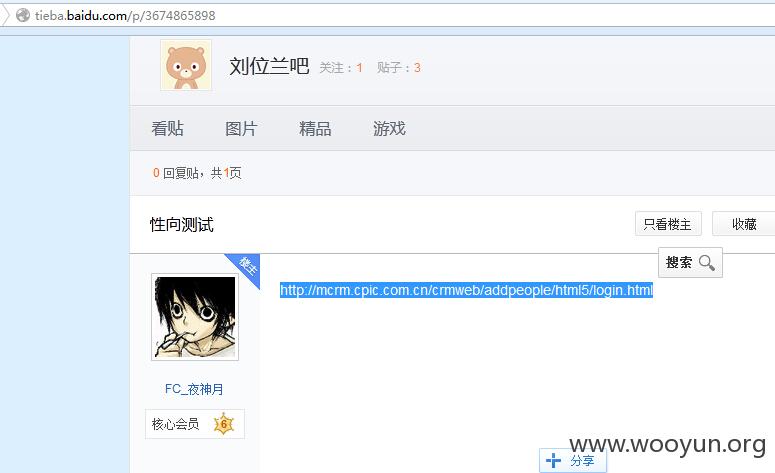 tieba.baidu.com/p/3674865898
刘位兰吧 关注：1 贴子：3
看贴 图片 精品 游戏
0 回复贴，共1页
性向测试 只看楼主 收藏
楼主
搜索
http://mcrm.cpic.com.cn/crmweb/addpeople/html5/login.html
FC_夜神月
核心会员 6
www.wooyun.org
分享